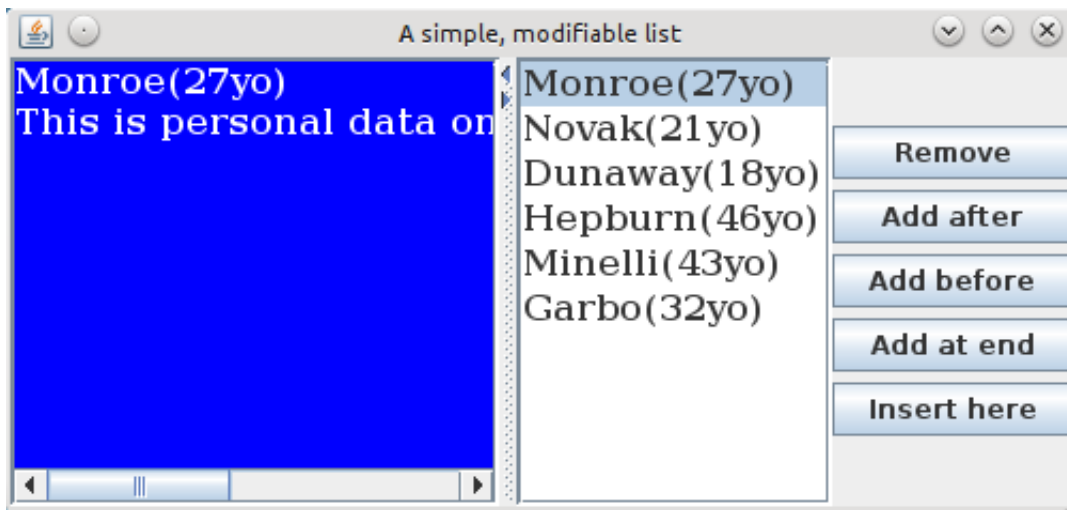 A simple, modifiable list
Monroe(27yo)
This is personal data on
Monroe(27yo)
Novak(21yo)
Dunaway(18yo)
Hepburn(46yo)
Minelli(43yo)
Garbo(32yo)
Remove
Add after
Add before
Add at end
Insert here